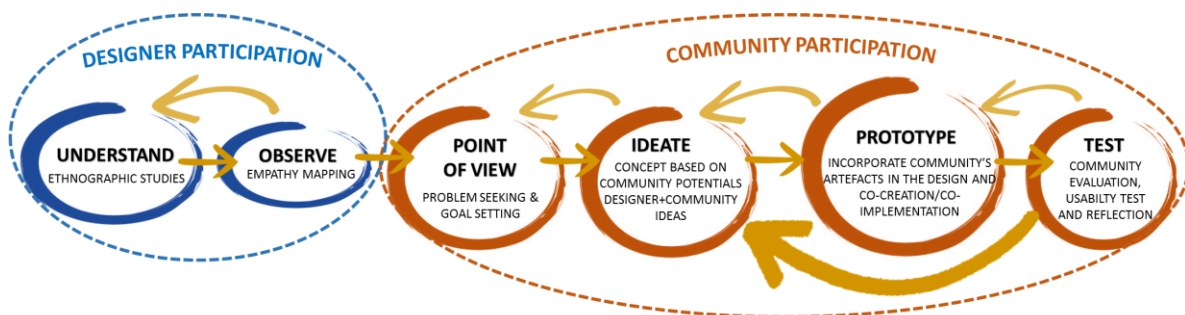 DESIGNER PARTICIPATION
COMMUNITY PARTICIPATION
UNDERSTAND
ETHNOGRAPHIC STUDIES
OBSERVE
EMPATHY MAPPING
POINT
OF VIEW
PROBLEM SEEKING &
GOAL SETTING
IDEATE
CONCEPT BASED ON
COMMUNITY POTENTIALS
DESIGNER+COMMUNITY
IDEAS
PROTOTYPE
INCORPORATE COMMUNITY'S
ARTEFACTS IN THE DESIGN AND
CO-CREATION/CO-
IMPLEMENTATION
TEST
COMMUNITY
EVALUATION,
USABILTY TEST
AND REFLECTION